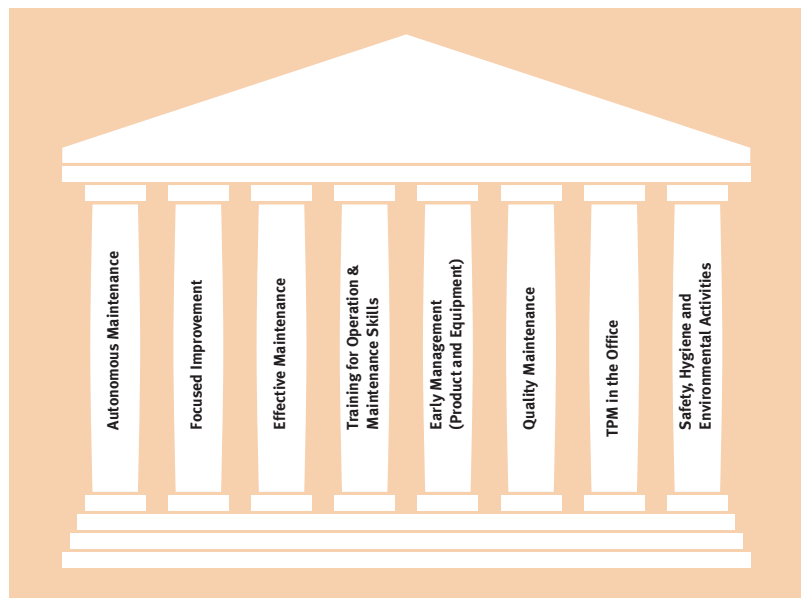 Autonomous Maintenance
Focused Improvement
Effective Maintenance
Training for Operation &
Maintenance Skills
Early Management
(Product and Equipment)
Quality Maintenance
TPM in the Office
Safety, Hygiene and
Environmental Activities